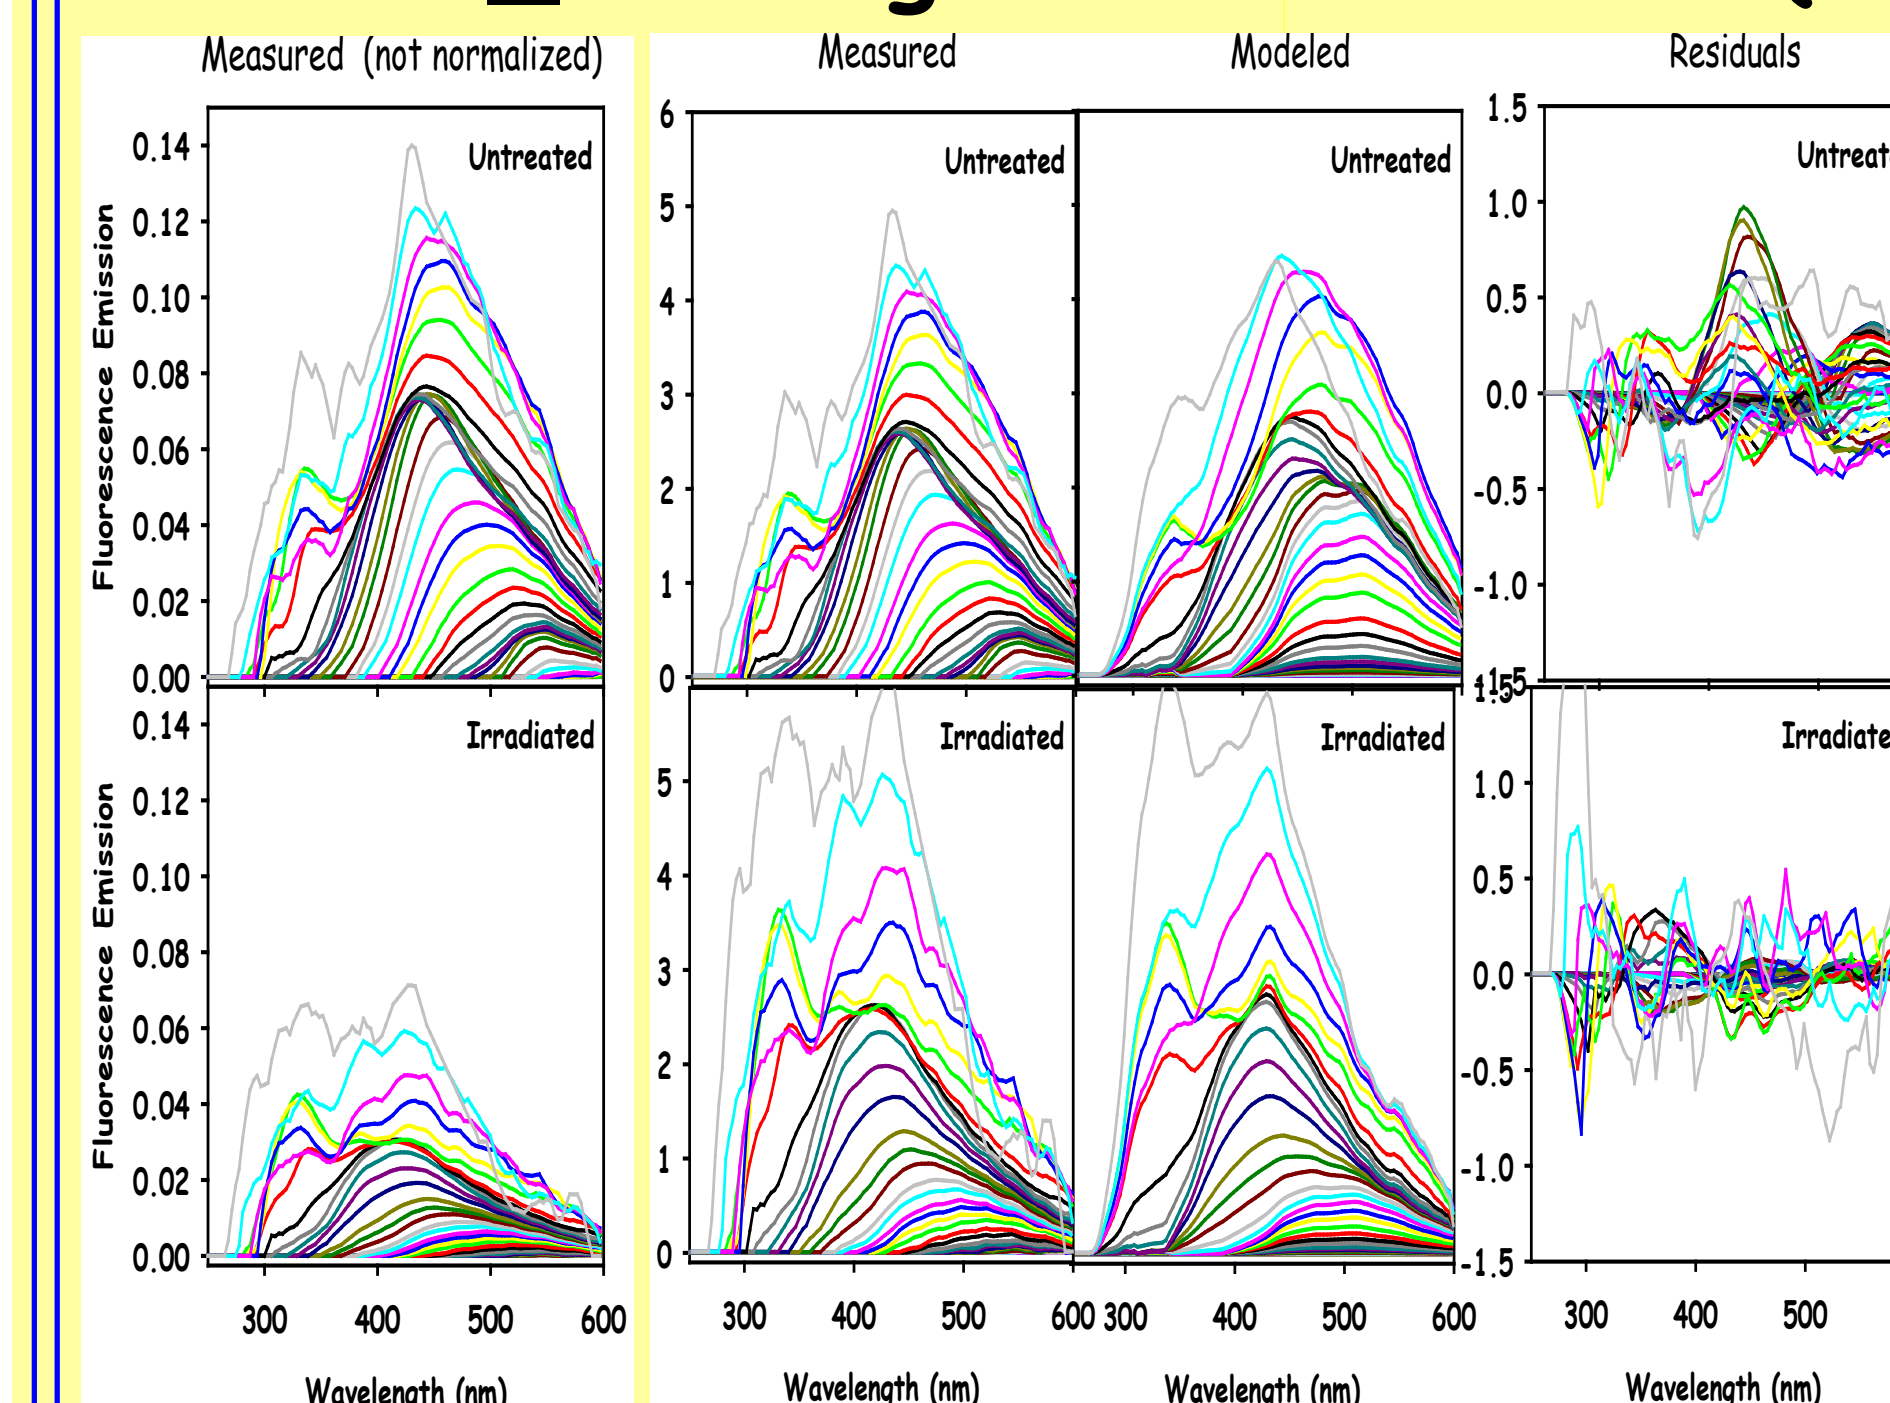 Measured (not normalized)
Measured
Modeled
Residuals
Fluorescence Emission
0.14
0.12
0.10
0.08
0.06
0.04
0.02
0.00
Untreated
6
5
4
3
2
1
0
Untreated
Untreated
1.5
1.0
0.5
0.0
-0.5
-1.0
Untreat
Fluorescence Emission
0.14
0.12
0.10
0.08
0.06
0.04
0.02
0.00
Irradiated
5
4
3
2
1
0
Irradiated
Irradiated
1.0
0.5
0.0
-0.5
-1.0
-1.5
Irradiate
300 400 500 600
300 400 500 600
300 400 500 600
300 400 500
Wavelength (nm)
Wavelength (nm)
Wavelength (nm)
Wavelength (nm)